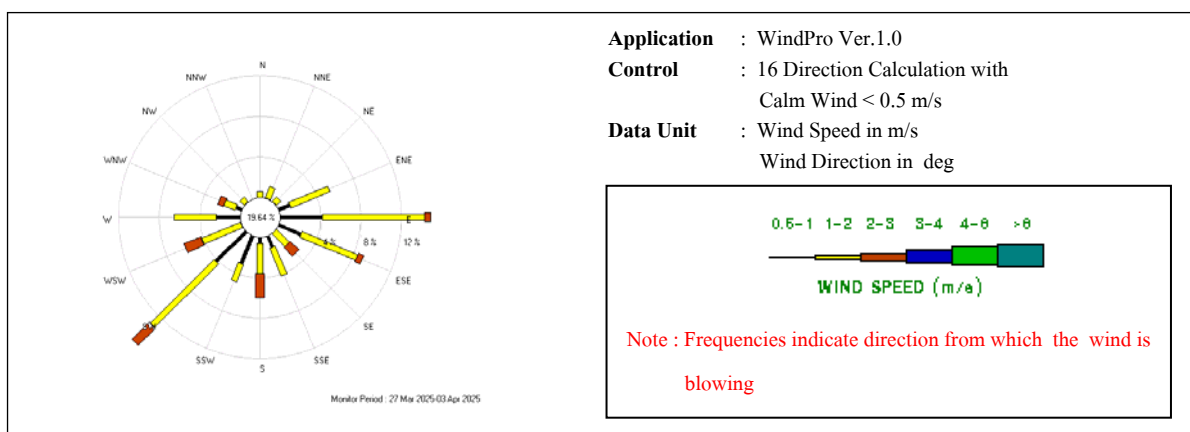 N
NNW
NNE
NW
NE
WNW
ENE
W
19.64 %
E
4 %
8 %
12 %
WSW
ESE
SE
SSW
SSE
S
Monitor Period : 27 Mar 2025-03 Apr 2025
Application : WindPro Ver.1.0
Control : 16 Direction Calculation with
Calm Wind < 0.5 m/s
Data Unit : Wind Speed in m/s
Wind Direction in deg
0.5-1 1-2 2-3 3-4 4-6 >6
WIND SPEED (m/s)
Note : Frequencies indicate direction from which the wind is
blowing